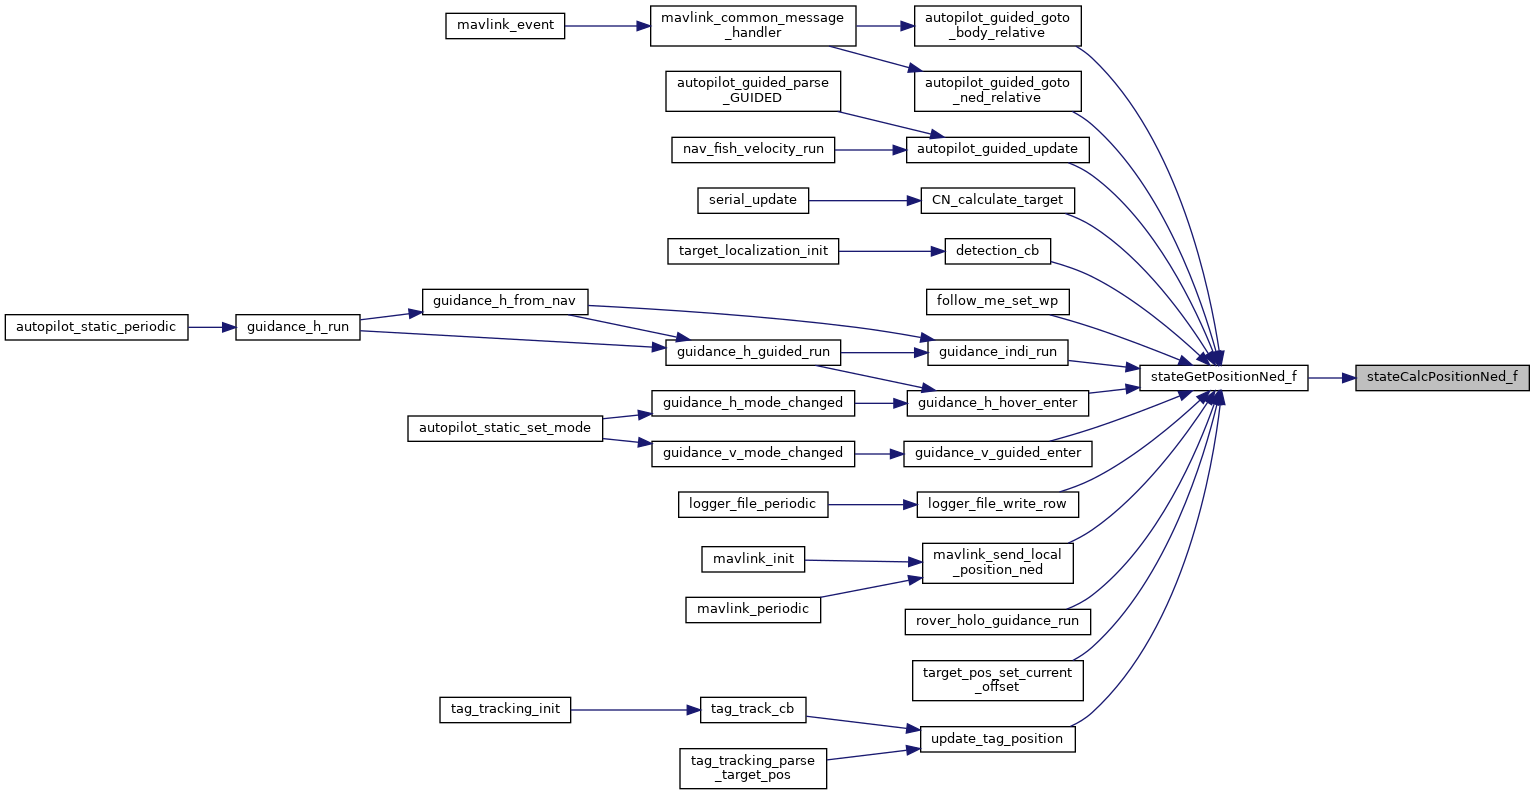 mavlink_event
mavlink_common_message
_handler
autopilot_guided_goto
_body_relative
autopilot_guided_parse
_GUIDED
autopilot_guided_goto
_ned_relative
nav_fish_velocity_run
autopilot_guided_update
serial_update
CN_calculate_target
target_localization_init
detection_cb
guidance_h_from_nav
follow_me_set_wp
autopilot_static_periodic
guidance_h_run
guidance_h_guided_run
guidance_indi_run
stateGetPositionNed_f
stateCalcPositionNed_f
guidance_h_mode_changed
guidance_h_hover_enter
autopilot_static_set_mode
guidance_v_mode_changed
guidance_v_guided_enter
logger_file_periodic
logger_file_write_row
mavlink_init
mavlink_send_local
_position_ned
mavlink_periodic
rover_holo_guidance_run
target_pos_set_current
_offset
tag_tracking_init
tag_track_cb
update_tag_position
tag_tracking_parse
_target_pos